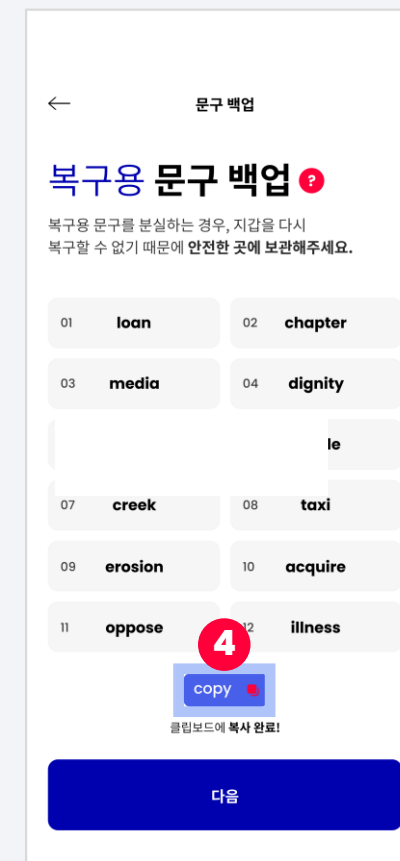 문구 백업
복구용 문구 백업 ?
복구용 문구를 분실하는 경우, 지갑을 다시
복구할 수 없기 때문에 안전한 곳에 보관해주세요.
01 loan 02 chapter
03 media 04 dignity
07 creek 08 taxi
09 erosion 10 acquire
11 oppose 12 illness
4
copy
클립보드에 복사 완료!
다음